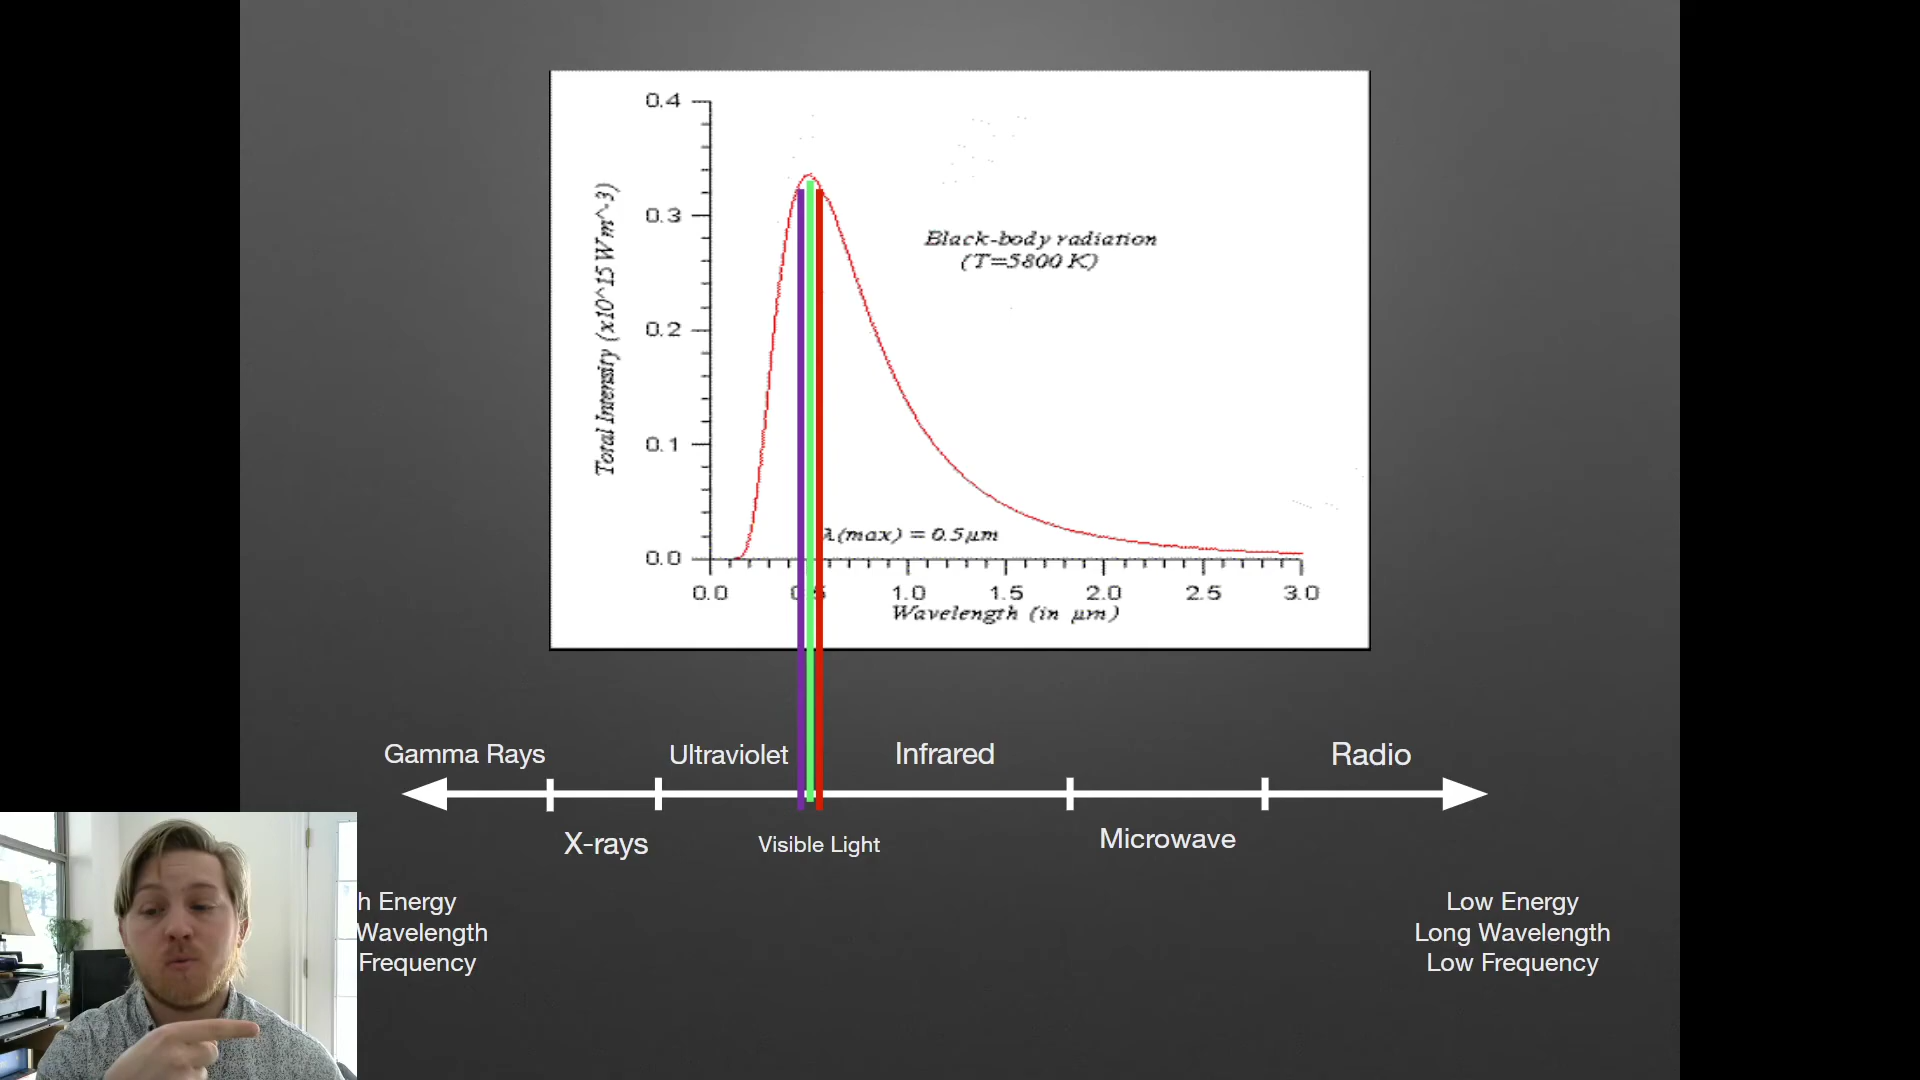 0.4
0.3
0.2
0.1
0.0
Total Intensity (x10^15 Wm^-3)
Black-body radiation
(T=5800 K)
λ(max) = 0.5μm
0.0 1.0 1.5 2.0 2.5 3.0
Wavelength (in μm)
Gamma Rays Ultraviolet Infrared Radio
X-rays Visible Light Microwave
h Energy
Wavelength
Frequency
Low Energy
Long Wavelength
Low Frequency